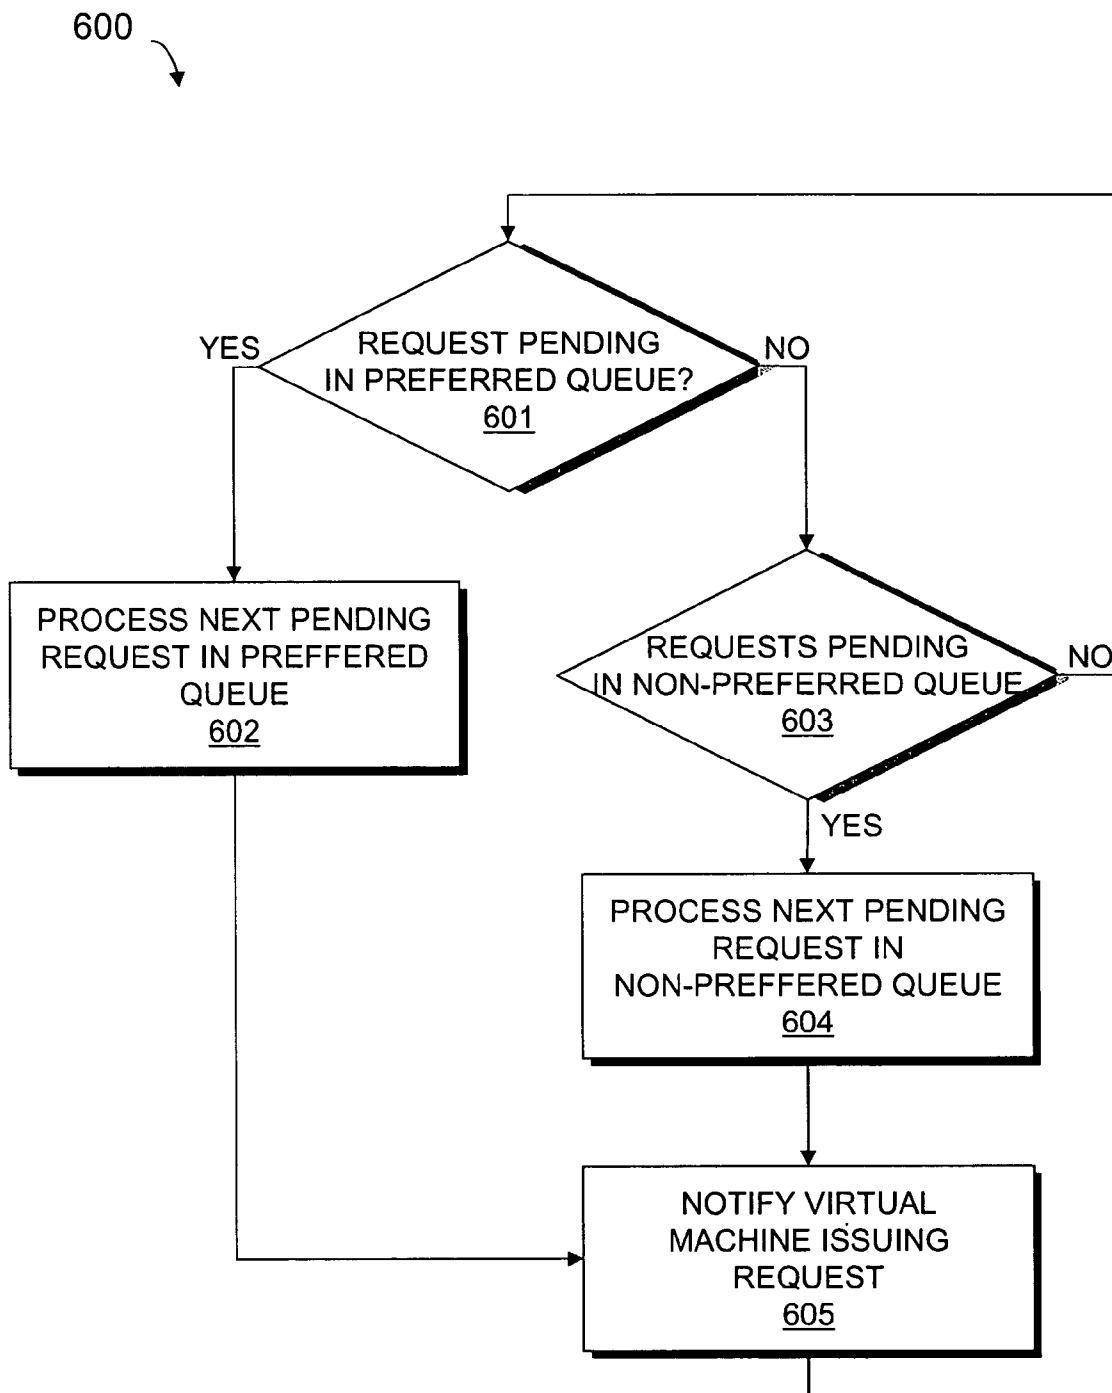 600
YES
REQUEST PENDING
IN PREFERRED QUEUE?
601
NO
PROCESS NEXT PENDING
REQUEST IN PREFFERED
QUEUE
602
REQUESTS PENDING
IN NON-PREFERRED QUEUE
603
NO
YES
PROCESS NEXT PENDING
REQUEST IN
NON-PREFFERED QUEUE
604
NOTIFY VIRTUAL
MACHINE ISSUING
REQUEST
605